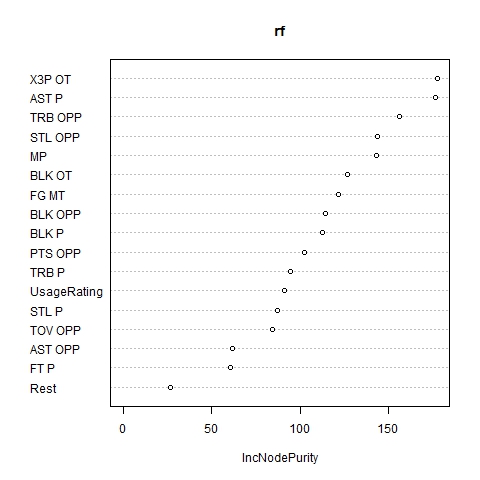 rf
X3P OT
AST P
TRB OPP
STL OPP
MP
BLK OT
FG MT
BLK OPP
BLK P
PTS OPP
TRB P
UsageRating
STL P
TOV OPP
AST OPP
FT P
Rest
0 50 100 150
IncNodePurity